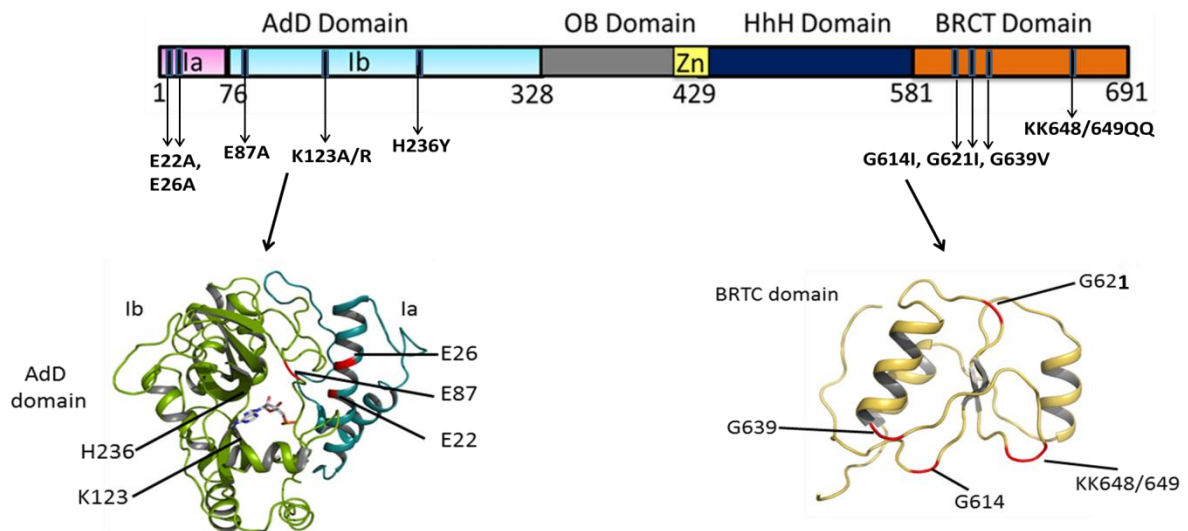 AdD Domain OB Domain HhH Domain BRCT Domain
Ia Ib Zn
1 76 328 429 581 691
E22A,
E26A
E87A
K123A/R
H236Y
G614I, G621I, G639V
KK648/649QQ
Ib
Ia
AdD
domain
E26
E87
E22
H236
K123
BRTC domain
G621
G639
G614
KK648/649